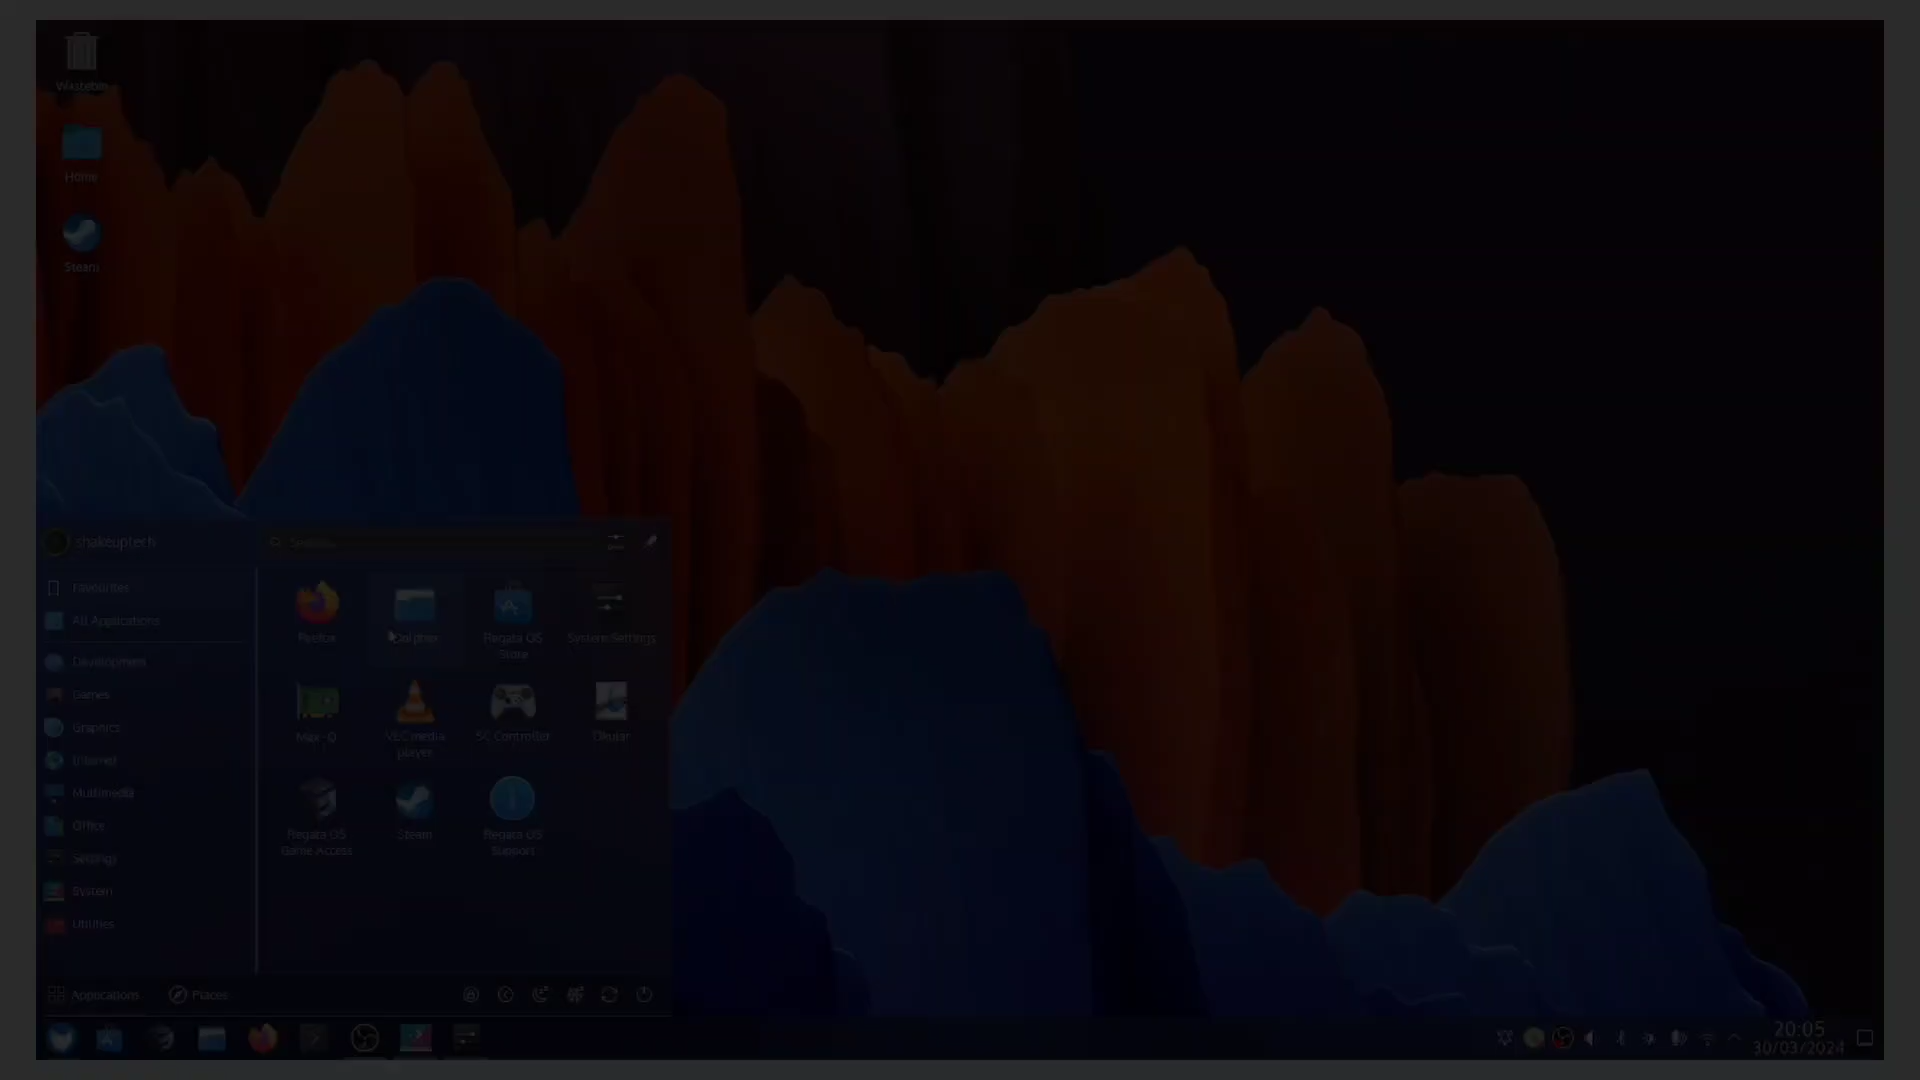 Wastebin
Home
Steam
shakeuptech
Search...
Favourites
All Applications
Development
Games
Graphics
Internet
Multimedia
Office
Settings
System
Utilities
Firefox
Dolphin
Regata OS
Store
System Settings
Max-Q
VLC media
player
SC Controller
Okular
Regata OS
Game Access
Steam
Regata OS
Support
Applications
Places
20:05
30/03/2024